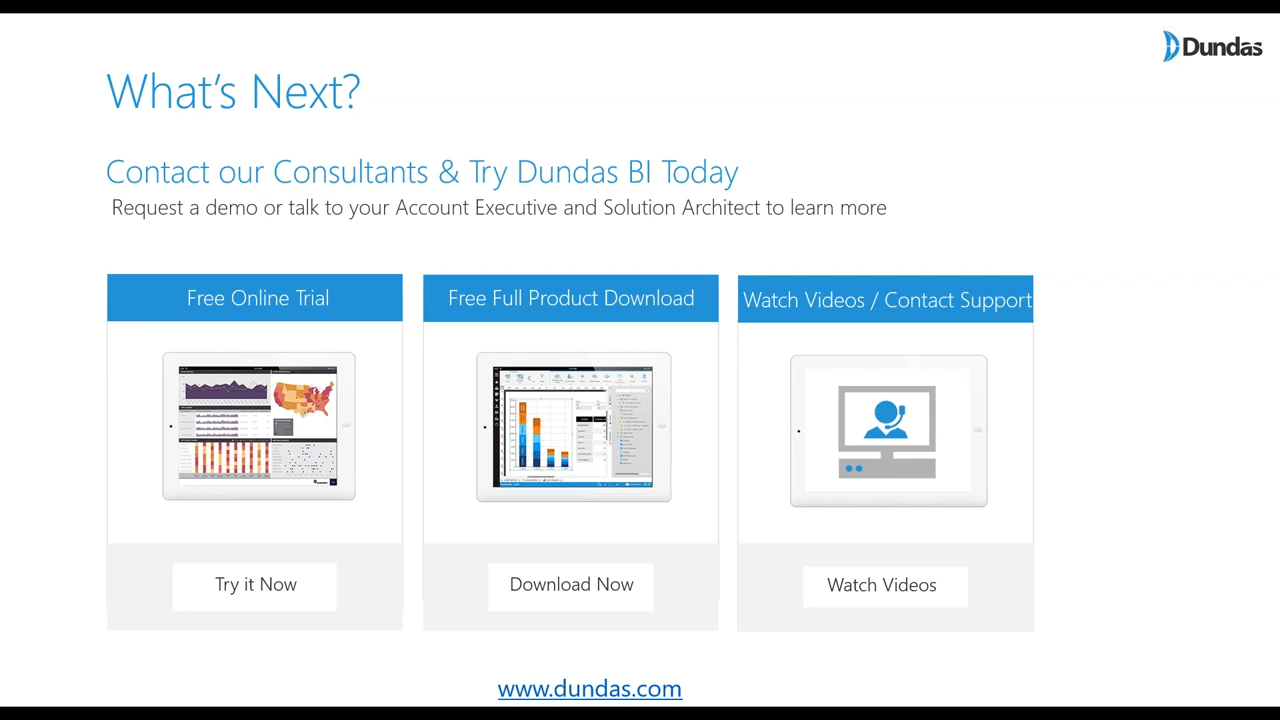 Dundas
What's Next?
Contact our Consultants & Try Dundas BI Today
Request a demo or talk to your Account Executive and Solution Architect to learn more
Free Online Trial
Free Full Product Download
Watch Videos / Contact Support
Try it Now
Download Now
Watch Videos
www.dundas.com